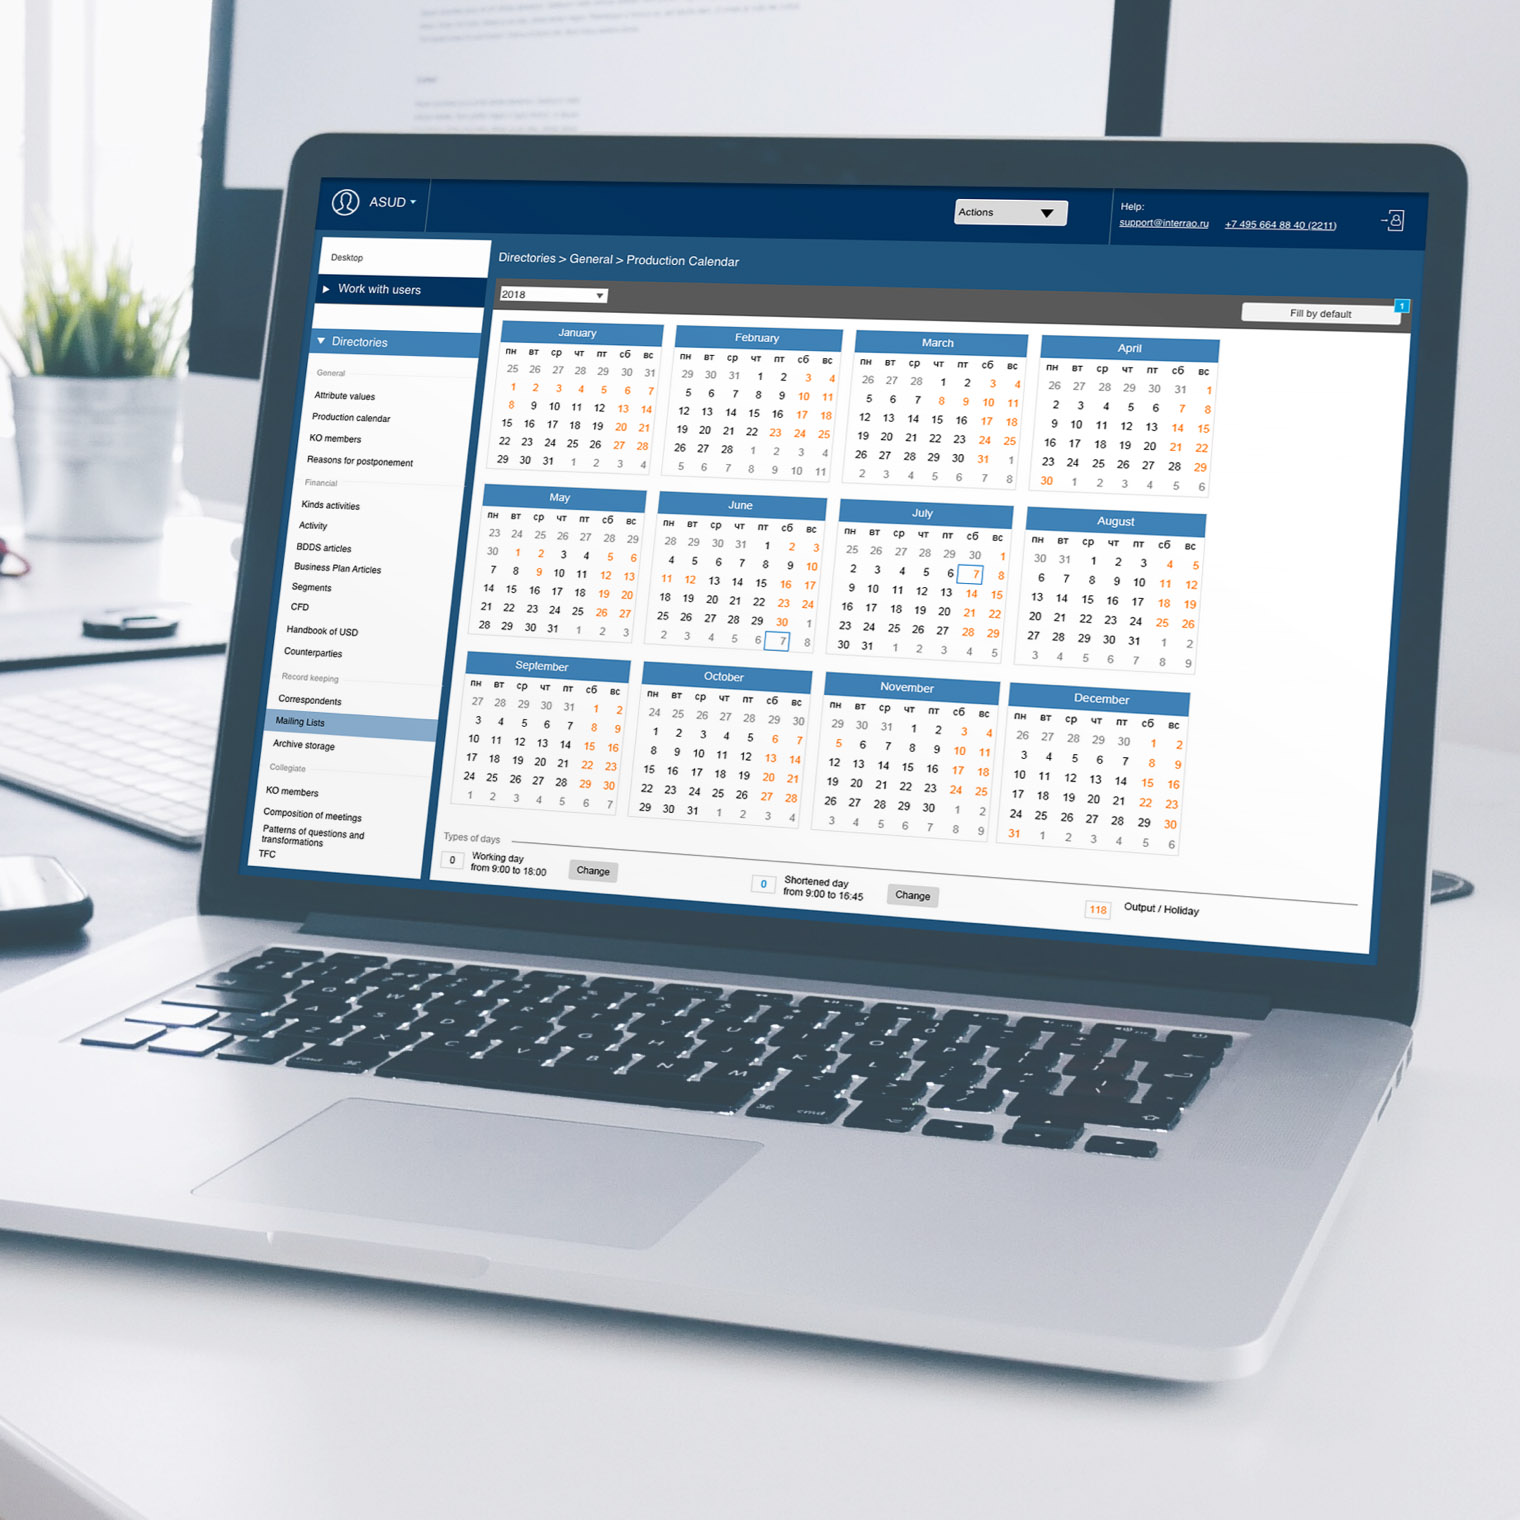 ASUD
Actions
Help:
support@interrao.ru
+7 495 664 88 40 (2211)
Desktop
Work with users
Directories
General
Attribute values
Production calendar
KO members
Reasons for postponement
Financial
Kinds activities
Activity
BDDS articles
Business Plan Articles
Segments
CFD
Handbook of USD
Counterparties
Record keeping
Correspondents
Mailing Lists
Archive storage
Collegiate
KO members
Composition of meetings
Patterns of questions and
transformations
TFC
Directories > General > Production Calendar
2018
Fill by default
1
January
пн вт ср чт пт сб вс
25 26 27 28 29 30 31
1 2 3 4 5 6 7
8 9 10 11 12 13 14
15 16 17 18 19 20 21
22 23 24 25 26 27 28
29 30 31 1 2 3 4
February
пн вт ср чт пт сб вс
29 30 31 1 2 3 4
5 6 7 8 9 10 11
12 13 14 15 16 17 18
19 20 21 22 23 24 25
26 27 28 1 2 3 4
5 6 7 8 9 10 11
March
пн вт ср чт пт сб вс
26 27 28 1 2 3 4
5 6 7 8 9 10 11
12 13 14 15 16 17 18
19 20 21 22 23 24 25
26 27 28 29 30 31 1
2 3 4 5 6 7 8
April
пн вт ср чт пт сб вс
26 27 28 29 30 31 1
2 3 4 5 6 7 8
9 10 11 12 13 14 15
16 17 18 19 20 21 22
23 24 25 26 27 28 29
30 1 2 3 4 5 6
May
пн вт ср чт пт сб вс
23 24 25 26 27 28 29
30 1 2 3 4 5 6
7 8 9 10 11 12 13
14 15 16 17 18 19 20
21 22 23 24 25 26 27
28 29 30 31 1 2 3
June
пн вт ср чт пт сб вс
28 29 30 31 1 2 3
4 5 6 7 8 9 10
11 12 13 14 15 16 17
18 19 20 21 22 23 24
25 26 27 28 29 30 1
2 3 4 5 6 7 8
July
пн вт ср чт пт сб вс
25 26 27 28 29 30 1
2 3 4 5 6 7 8
9 10 11 12 13 14 15
16 17 18 19 20 21 22
23 24 25 26 27 28 29
30 31 1 2 3 4 5
August
пн вт ср чт пт сб вс
30 31 1 2 3 4 5
6 7 8 9 10 11 12
13 14 15 16 17 18 19
20 21 22 23 24 25 26
27 28 29 30 31 1 2
3 4 5 6 7 8 9
September
пн вт ср чт пт сб вс
27 28 29 30 31 1 2
3 4 5 6 7 8 9
10 11 12 13 14 15 16
17 18 19 20 21 22 23
24 25 26 27 28 29 30
1 2 3 4 5 6 7
October
пн вт ср чт пт сб вс
24 25 26 27 28 29 30
1 2 3 4 5 6 7
8 9 10 11 12 13 14
15 16 17 18 19 20 21
22 23 24 25 26 27 28
29 30 31 1 2 3 4
November
пн вт ср чт пт сб вс
29 30 31 1 2 3 4
5 6 7 8 9 10 11
12 13 14 15 16 17 18
19 20 21 22 23 24 25
26 27 28 29 30 1 2
3 4 5 6 7 8 9
December
пн вт ср чт пт сб вс
26 27 28 29 30 1 2
3 4 5 6 7 8 9
10 11 12 13 14 15 16
17 18 19 20 21 22 23
24 25 26 27 28 29 30
31 1 2 3 4 5 6
Types of days
0 Working day
from 9:00 to 18:00
Change
0 Shortened day
from 9:00 to 16:45
Change
118 Output / Holiday